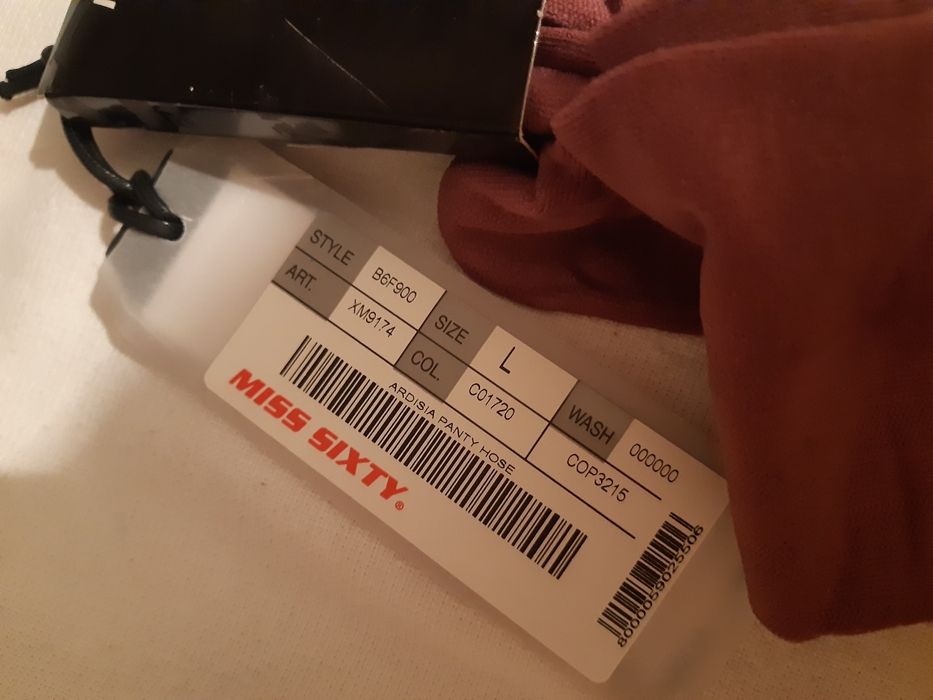 STYLE B6F900 SIZE L WASH 000000
ART. XM9174 COL. C01720 COP3215
ARDISIA PANTY HOSE
MISS SIXTY®
8000059025506